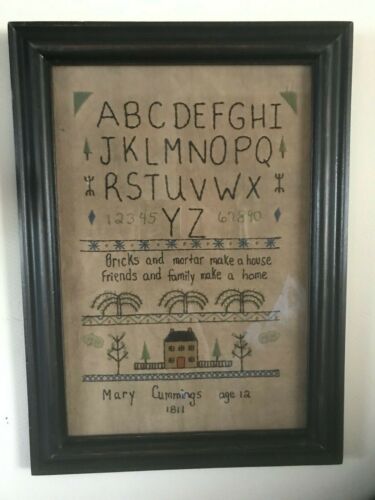 ABCDEFGHI
JKLMNOPQ
RSTUVWX
12345 YZ 67890
Bricks and mortar make a house
Friends and family make a home
Mary Cummings age 12
1811